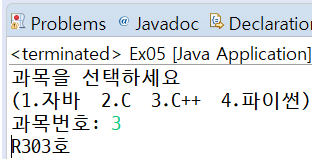 Problems @ Javadoc Declaration
<terminated> Ex05 [Java Application]
과목을 선택하세요
(1.자바 2.C 3.C++ 4.파이썬)
과목번호: 3
R303호